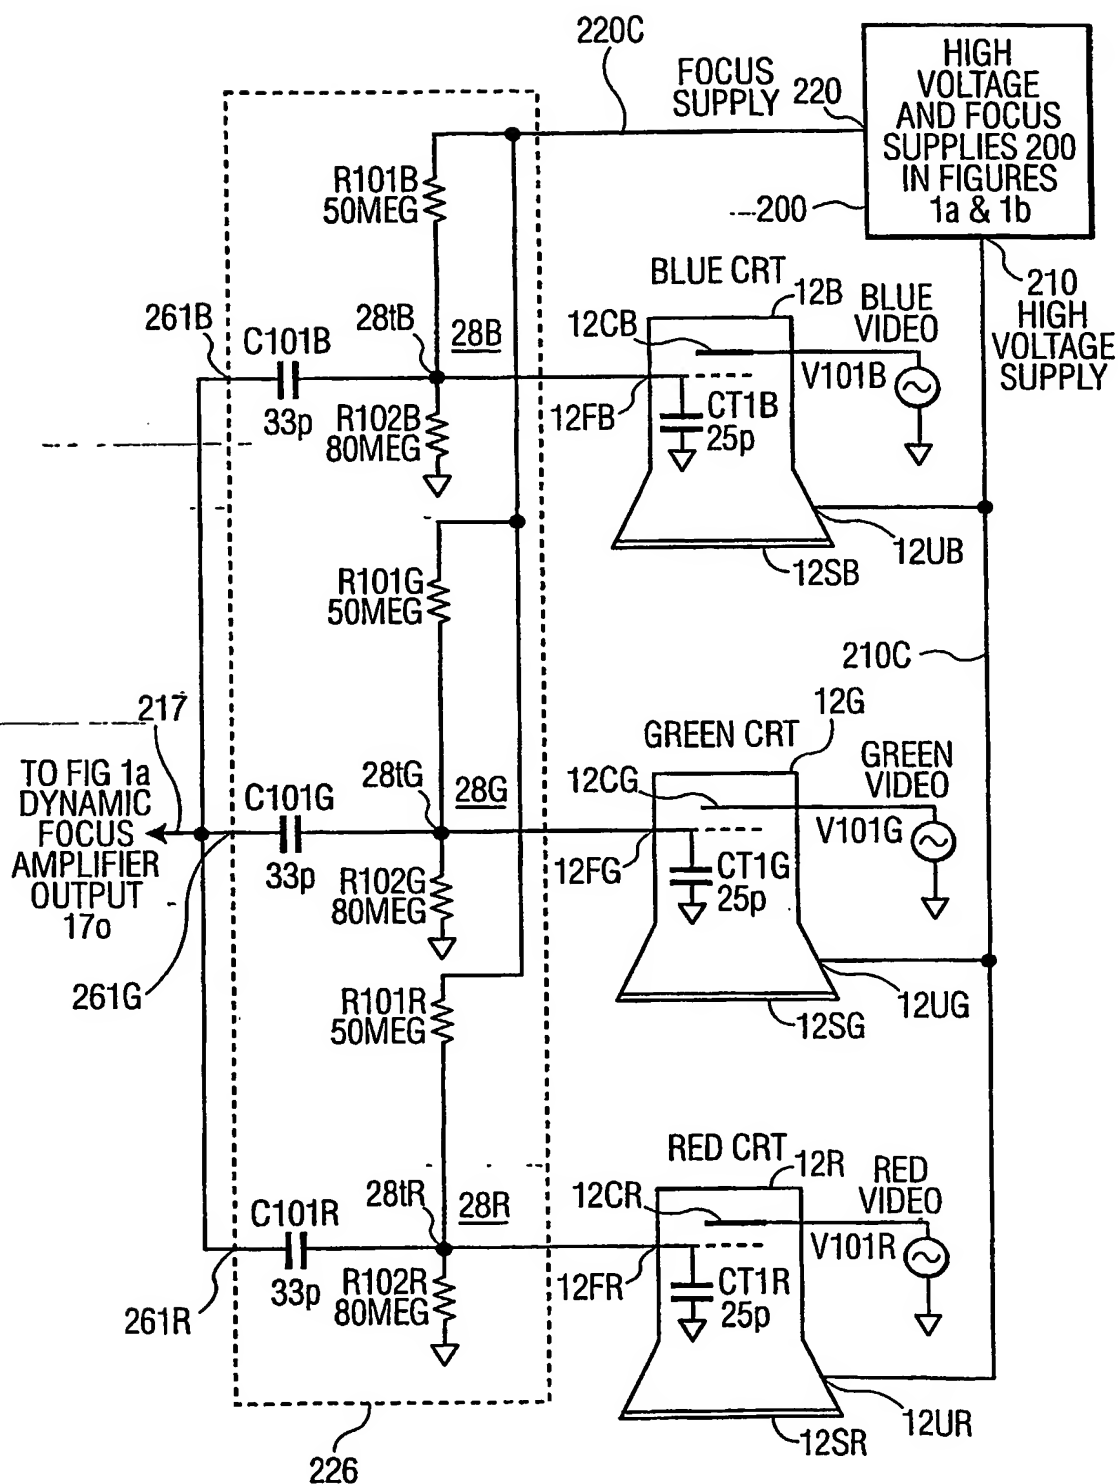 220C
FOCUS
SUPPLY
220
HIGH
VOLTAGE
AND FOCUS
SUPPLIES 200
IN FIGURES
1a & 1b
200
R101B
50MEG
BLUE CRT
12B
210
HIGH
VOLTAGE
SUPPLY
BLUE
VIDEO
261B
C101B
28tB
28B
12CB
V101B
33p
R102B
80MEG
12FB
CT1B
25p
12UB
12SB
R101G
50MEG
210C
217
12G
GREEN CRT
GREEN
VIDEO
TO FIG 1a
DYNAMIC
FOCUS
AMPLIFIER
OUTPUT
17o
C101G
28tG
28G
12CG
V101G
33p
R102G
80MEG
12FG
CT1G
25p
261G
12UG
12SG
R101R
50MEG
RED CRT
12R
RED
VIDEO
C101R
28tR
28R
12CR
V101R
33p
R102R
80MEG
12FR
CT1R
25p
261R
12UR
12SR
226